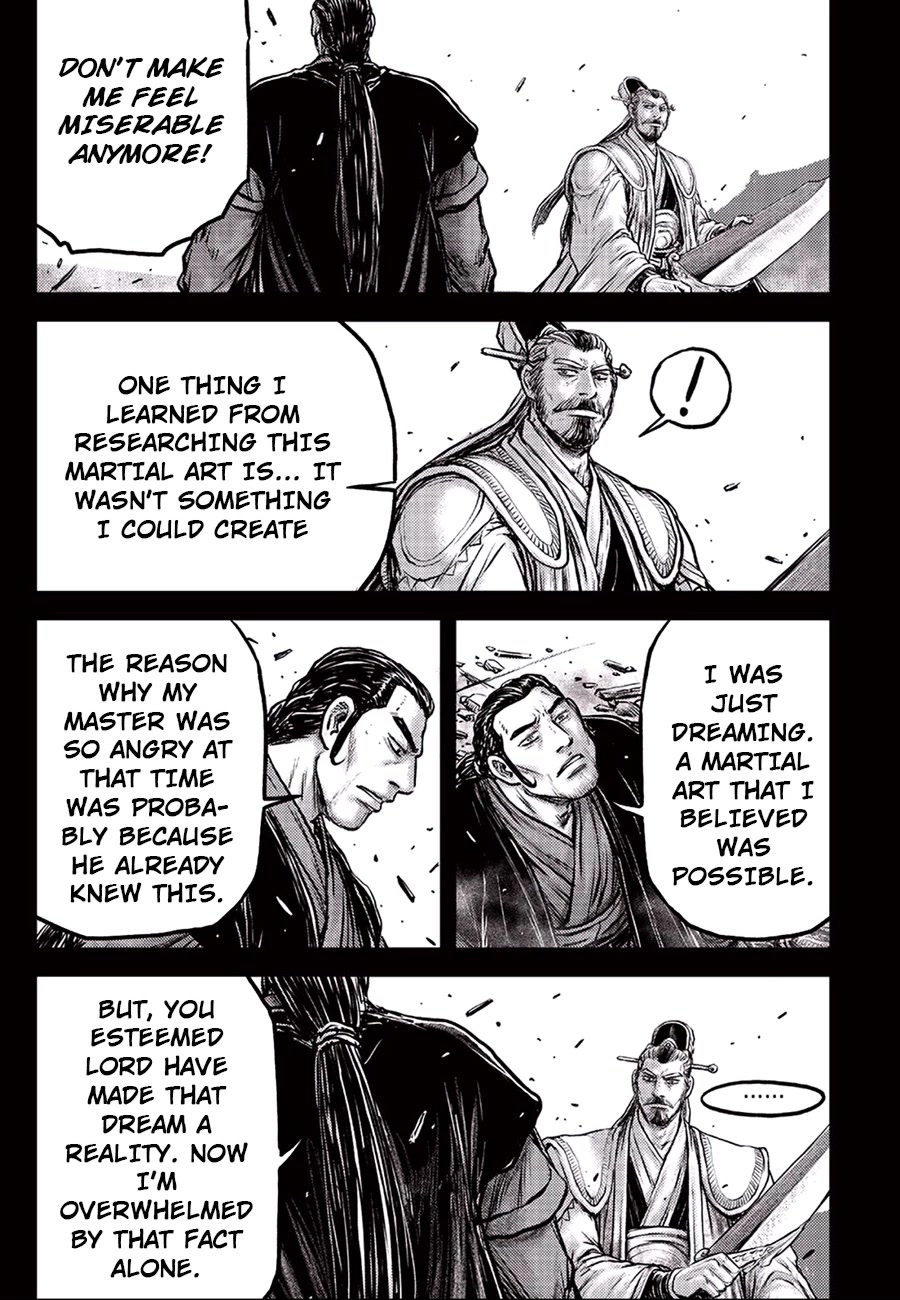 DON'T MAKE
ME FEEL
MISERABLE
ANYMORE!
ONE THING I
LEARNED FROM
RESEARCHING THIS
MARTIAL ART IS... IT
WASN'T SOMETHING
I COULD CREATE
!
THE REASON
WHY MY
MASTER WAS
SO ANGRY AT
THAT TIME
WAS PROBA-
BLY BECAUSE
HE ALREADY
KNEW THIS.
I WAS
JUST
DREAMING.
A MARTIAL
ART THAT I
BELIEVED
WAS
POSSIBLE.
BUT, YOU
ESTEEMED
LORD HAVE
MADE THAT
DREAM A
REALITY. NOW
I'M
OVERWHELMED
BY THAT FACT
ALONE.
......